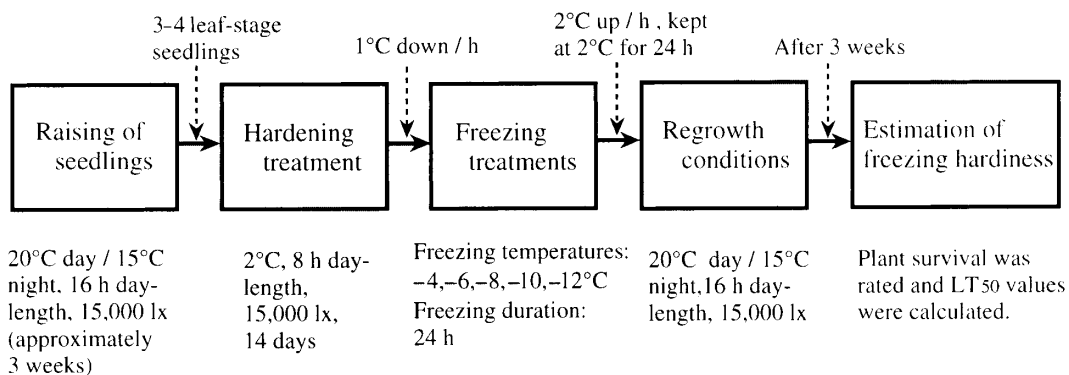 3-4 leaf-stage
seedlings
1°C down / h
2°C up / h , kept
at 2°C for 24 h
After 3 weeks
Raising of
seedlings
Hardening
treatment
Freezing
treatments
Regrowth
conditions
Estimation of
freezing hardiness
20°C day / 15°C
night, 16 h day-
length, 15,000 lx
(approximately
3 weeks)
2°C, 8 h day-
length,
15,000 lx,
14 days
Freezing temperatures:
−4,−6,−8,−10,−12°C
Freezing duration:
24 h
20°C day / 15°C
night,16 h day-
length, 15,000 lx
Plant survival was
rated and LT50 values
were calculated.